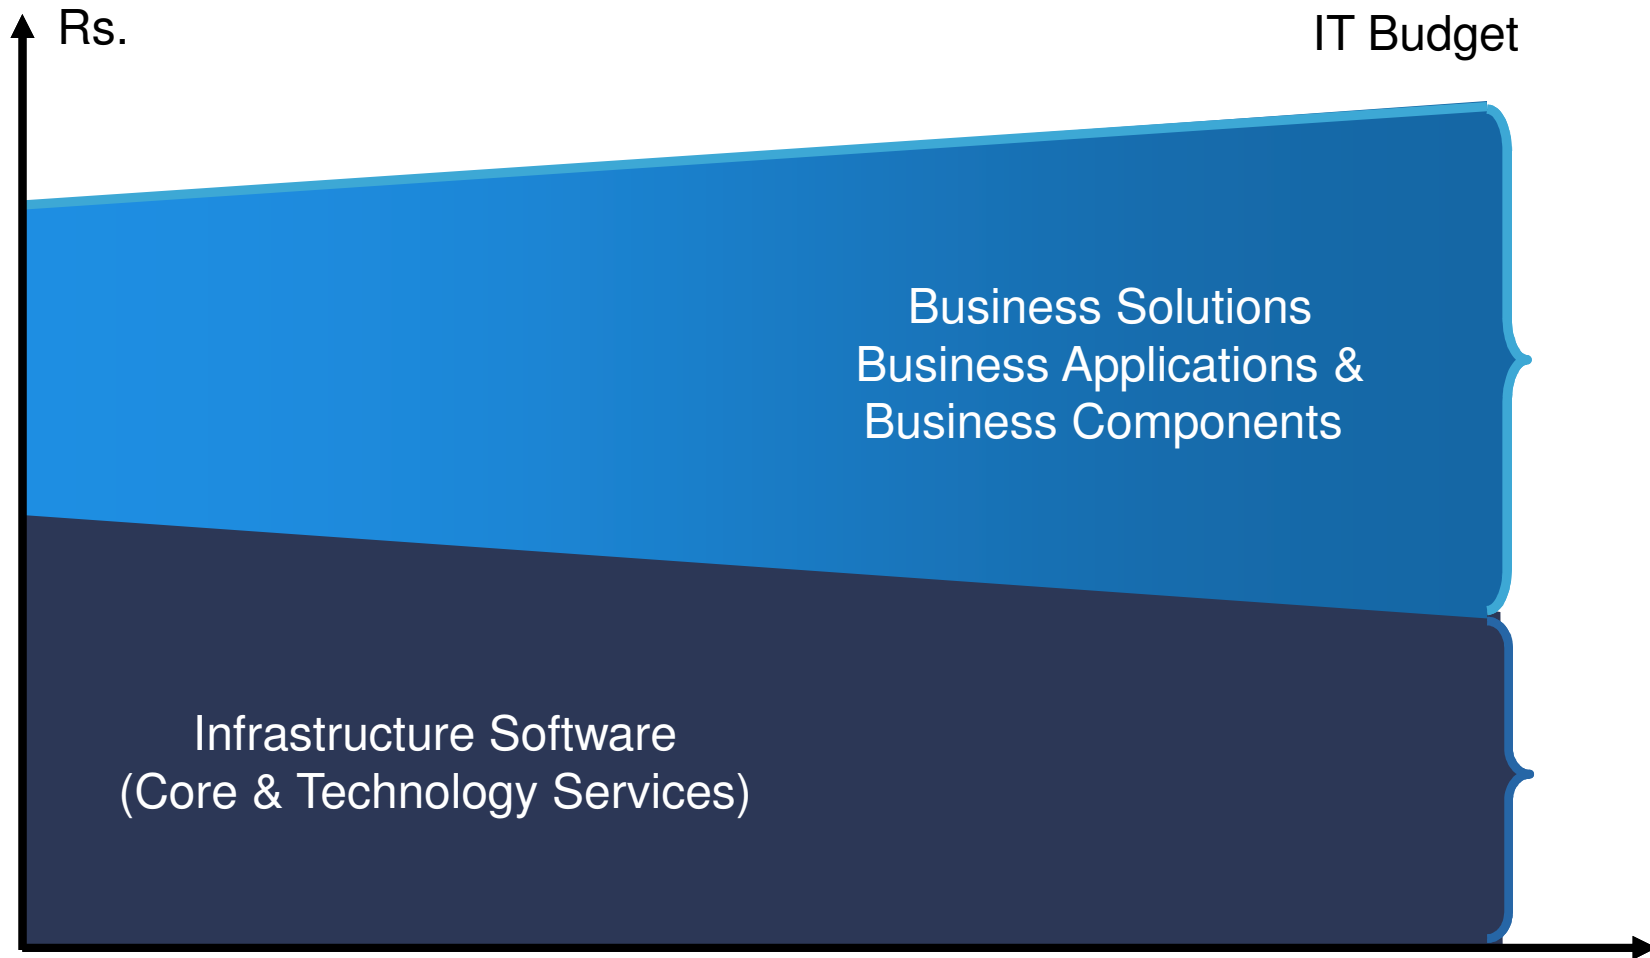 Rs.
IT Budget
Business Solutions
Business Applications &
Business Components
Infrastructure Software
(Core & Technology Services)